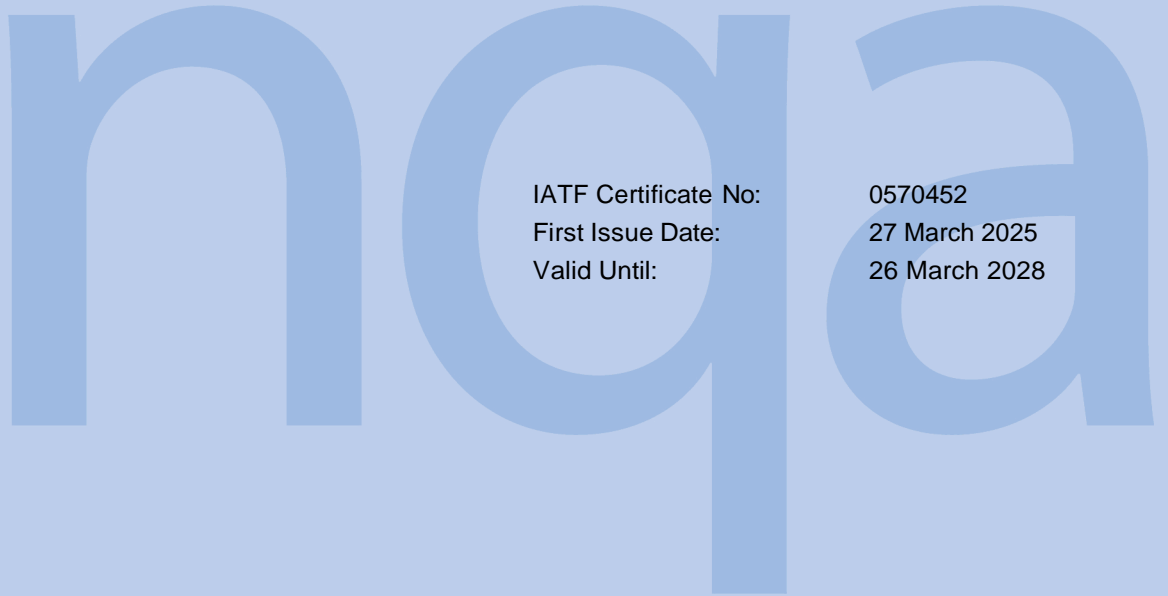 nqa
IATF Certificate No: 0570452
First Issue Date: 27 March 2025
Valid Until: 26 March 2028